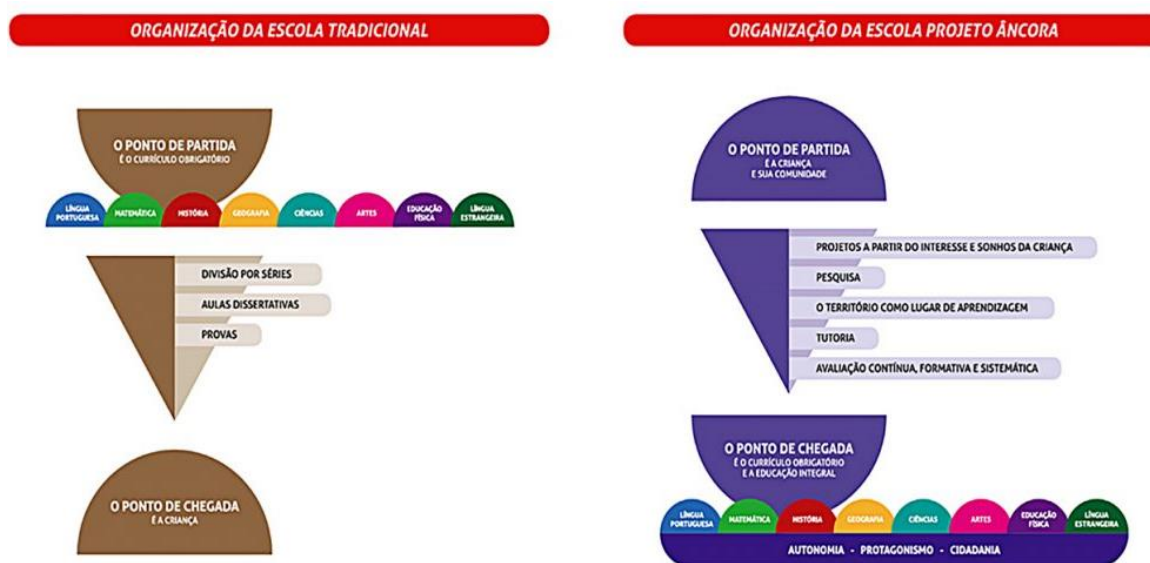 ORGANIZAÇÃO DA ESCOLA TRADICIONAL
O PONTO DE PARTIDA
É O CURRÍCULO OBRIGATÓRIO
LÍNGUA
PORTUGUESA
MATEMÁTICA
HISTÓRIA
GEOGRAFIA
CIÊNCIAS
ARTES
EDUCAÇÃO
FÍSICA
LÍNGUA
ESTRANGEIRA
DIVISÃO POR SÉRIES
AULAS DISSERTATIVAS
PROVAS
O PONTO DE CHEGADA
É A CRIANÇA
ORGANIZAÇÃO DA ESCOLA PROJETO ÂNCORA
O PONTO DE PARTIDA
É A CRIANÇA
E SUA COMUNIDADE
PROJETOS A PARTIR DO INTERESSE E SONHOS DA CRIANÇA
PESQUISA
O TERRITÓRIO COMO LUGAR DE APRENDIZAGEM
TUTORIA
AVALIAÇÃO CONTÍNUA, FORMATIVA E SISTEMÁTICA
O PONTO DE CHEGADA
É O CURRÍCULO OBRIGATÓRIO
E A EDUCAÇÃO INTEGRAL
LÍNGUA
PORTUGUESA
MATEMÁTICA
HISTÓRIA
GEOGRAFIA
CIÊNCIAS
ARTES
EDUCAÇÃO
FÍSICA
LÍNGUA
ESTRANGEIRA
AUTONOMIA - PROTAGONISMO - CIDADANIA